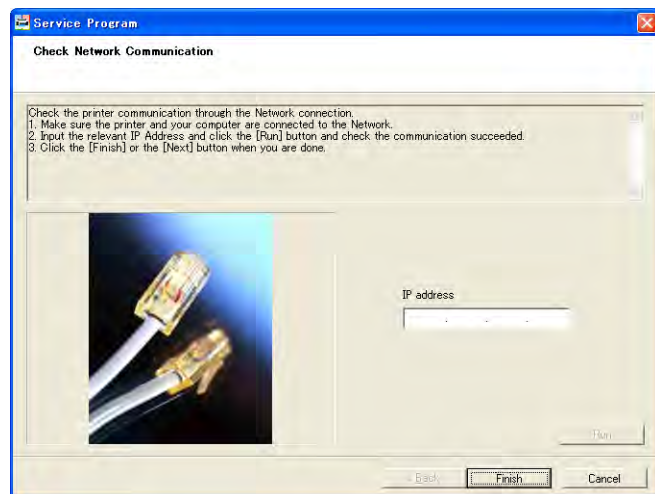 Service Program
Check Network Communication
Check the printer communication through the Network connection.
1. Make sure the printer and your computer are connected to the Network.
2. Input the relevant IP Address and click the [Run] button and check the communication succeeded.
3. Click the [Finish] or the [Next] button when you are done.
IP address
. . .
Run
< Back Finish Cancel